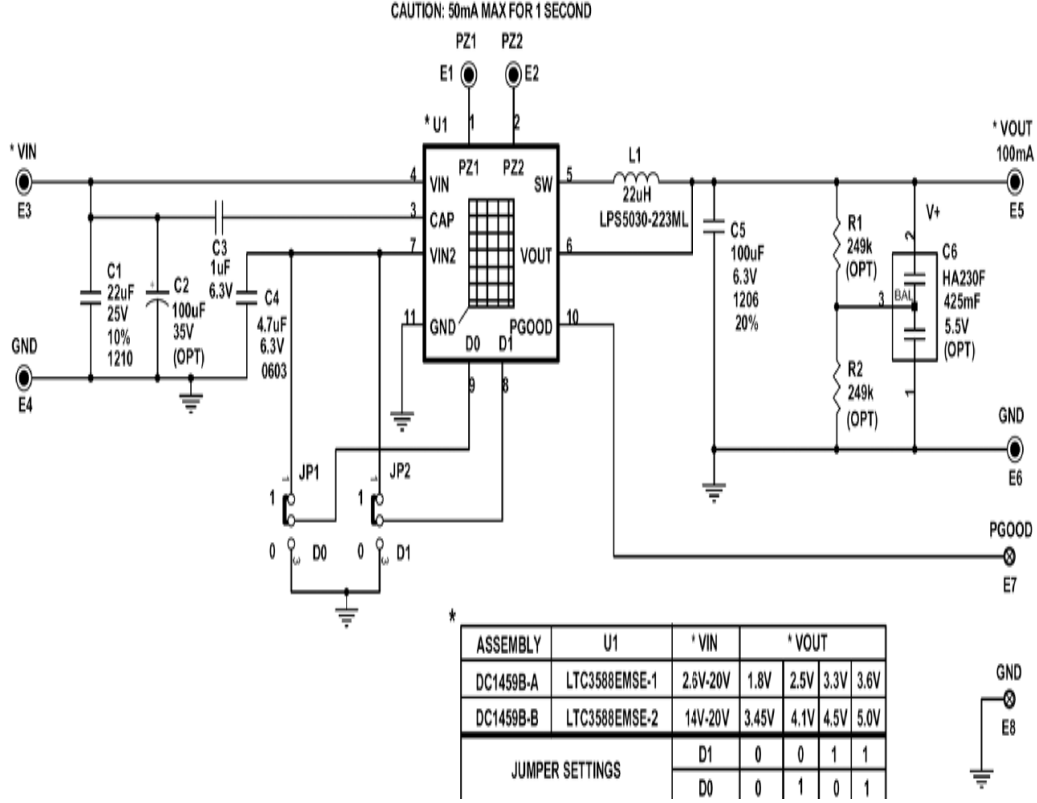 CAUTION: 50mA MAX FOR 1 SECOND
PZ1 PZ2
E1 E2
* U1 1 2
* VIN
E3
* VOUT
100mA
E5
PZ1 PZ2
4 VIN SW 5
3 CAP
7 VIN2 VOUT 6
11 GND PGOOD 10
D0 D1
9 8
L1
22uH
LPS5030-223ML
C1
22uF
25V
10%
1210
+
C2
100uF
35V
(OPT)
C3
1uF
6.3V
C4
4.7uF
6.3V
0603
GND
E4
C5
100uF
6.3V
1206
20%
R1
249k
(OPT)
R2
249k
(OPT)
V+
2
3 BAL
1
C6
HA230F
425mF
5.5V
(OPT)
GND
E6
JP1 JP2
1 1
1 1
0 3 D0 0 3 D1
PGOOD
E7
GND
E8
*
ASSEMBLY U1 * VIN * VOUT
DC1459B-A LTC3588EMSE-1 2.6V-20V 1.8V 2.5V 3.3V 3.6V
DC1459B-B LTC3588EMSE-2 14V-20V 3.45V 4.1V 4.5V 5.0V
JUMPER SETTINGS D1 0 0 1 1
D0 0 1 0 1